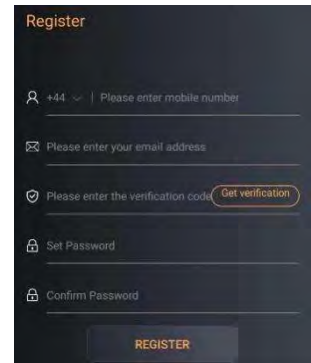 Register
+44 | Please enter mobile number
Please enter your email address
Please enter the verification code Get verification
Set Password
Confirm Password
REGISTER